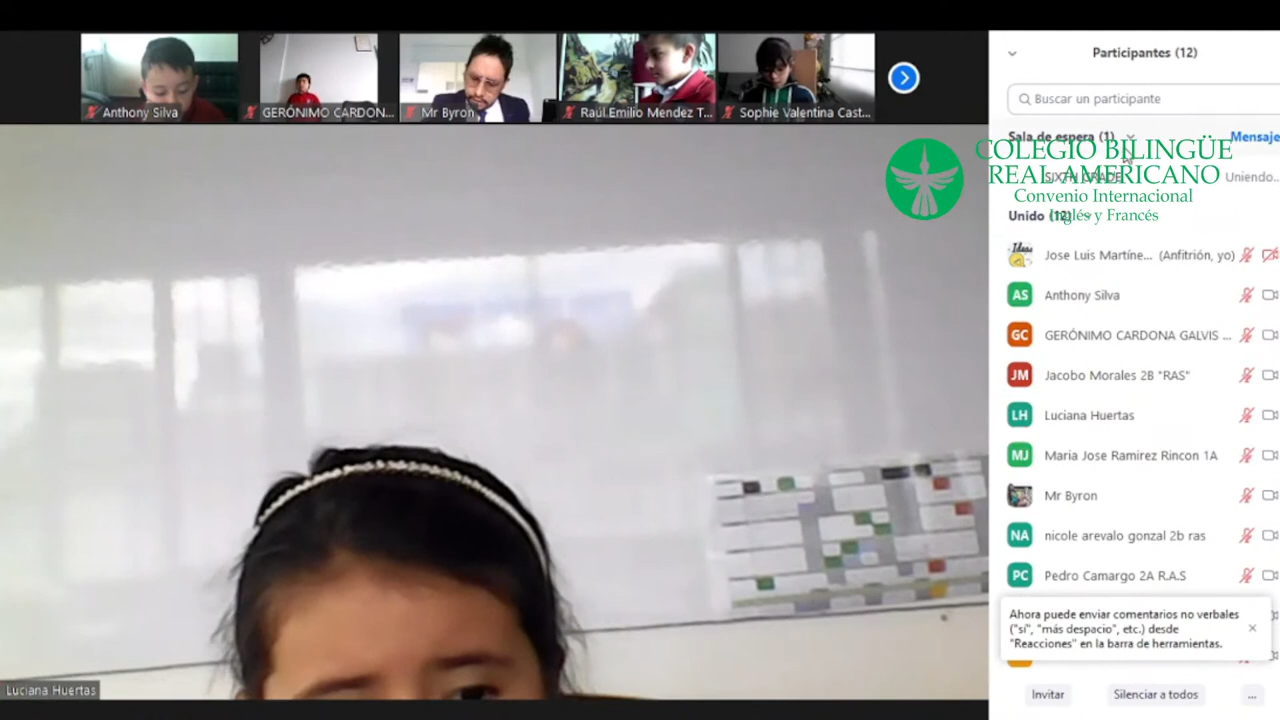 Anthony Silva
GERÓNIMO CARDON...
Mr Byron
Raúl Emilio Mendez T...
Sophie Valentina Cast...
Participantes (12)
Buscar un participante
Sala de espera (1)
Mensaje
COLEGIO BILINGÜE
REAL AMERICANO
Convenio Internacional
Inglés y Francés
SIXTH GRADE
Uniendo...
Unido (12)
Ideas
Jose Luis Martíne... (Anfitrión, yo)
AS Anthony Silva
GC GERÓNIMO CARDONA GALVIS ...
JM Jacobo Morales 2B "RAS"
LH Luciana Huertas
MJ Maria Jose Ramirez Rincon 1A
Mr Byron
NA nicole arevalo gonzal 2b ras
PC Pedro Camargo 2A R.A.S
Ahora puede enviar comentarios no verbales
("sí", "más despacio", etc.) desde
"Reacciones" en la barra de herramientas.
Luciana Huertas
Invitar
Silenciar a todos
...